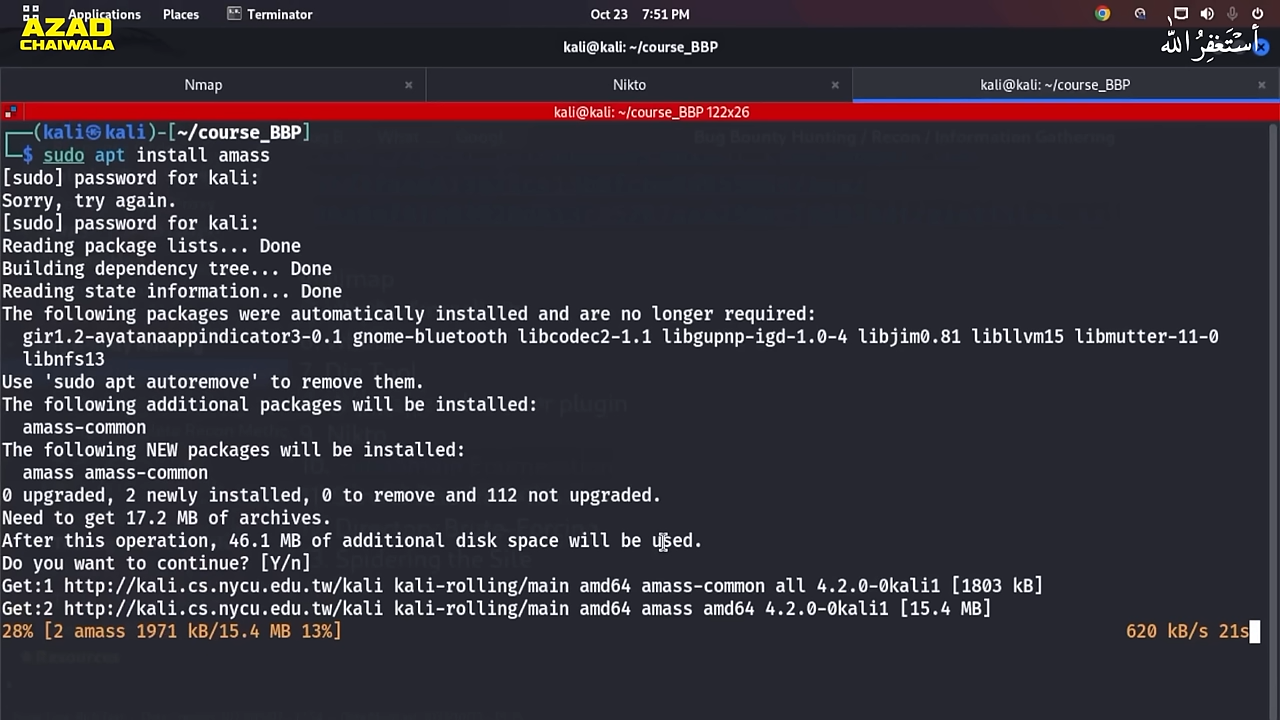 Applications Places Terminator Oct 23 7:51 PM
AZAD
CHAIWALA
kali@kali: ~/course_BBP
أَسْتَغْفِرُ اللّٰه
Nmap × Nikto × kali@kali: ~/course_BBP ×
kali@kali: ~/course_BBP 122x26
Bug Bounty Hunting / Recon / Information Gathering
┌──(kali㉿kali)-[~/course_BBP]
└─$ sudo apt install amass
[sudo] password for kali:
Sorry, try again.
[sudo] password for kali:
Reading package lists... Done
Building dependency tree... Done
Reading state information... Done
The following packages were automatically installed and are no longer required:
gir1.2-ayatanaappindicator3-0.1 gnome-bluetooth libcodec2-1.1 libgupnp-igd-1.0-4 libjim0.81 libllvm15 libmutter-11-0
libnfs13
Use 'sudo apt autoremove' to remove them.
The following additional packages will be installed:
amass-common
The following NEW packages will be installed:
amass amass-common
0 upgraded, 2 newly installed, 0 to remove and 112 not upgraded.
Need to get 17.2 MB of archives.
After this operation, 46.1 MB of additional disk space will be used.
Do you want to continue? [Y/n]
Get:1 http://kali.cs.nycu.edu.tw/kali kali-rolling/main amd64 amass-common all 4.2.0-0kali1 [1803 kB]
Get:2 http://kali.cs.nycu.edu.tw/kali kali-rolling/main amd64 amass amd64 4.2.0-0kali1 [15.4 MB]
28% [2 amass 1971 kB/15.4 MB 13%] 620 kB/s 21s